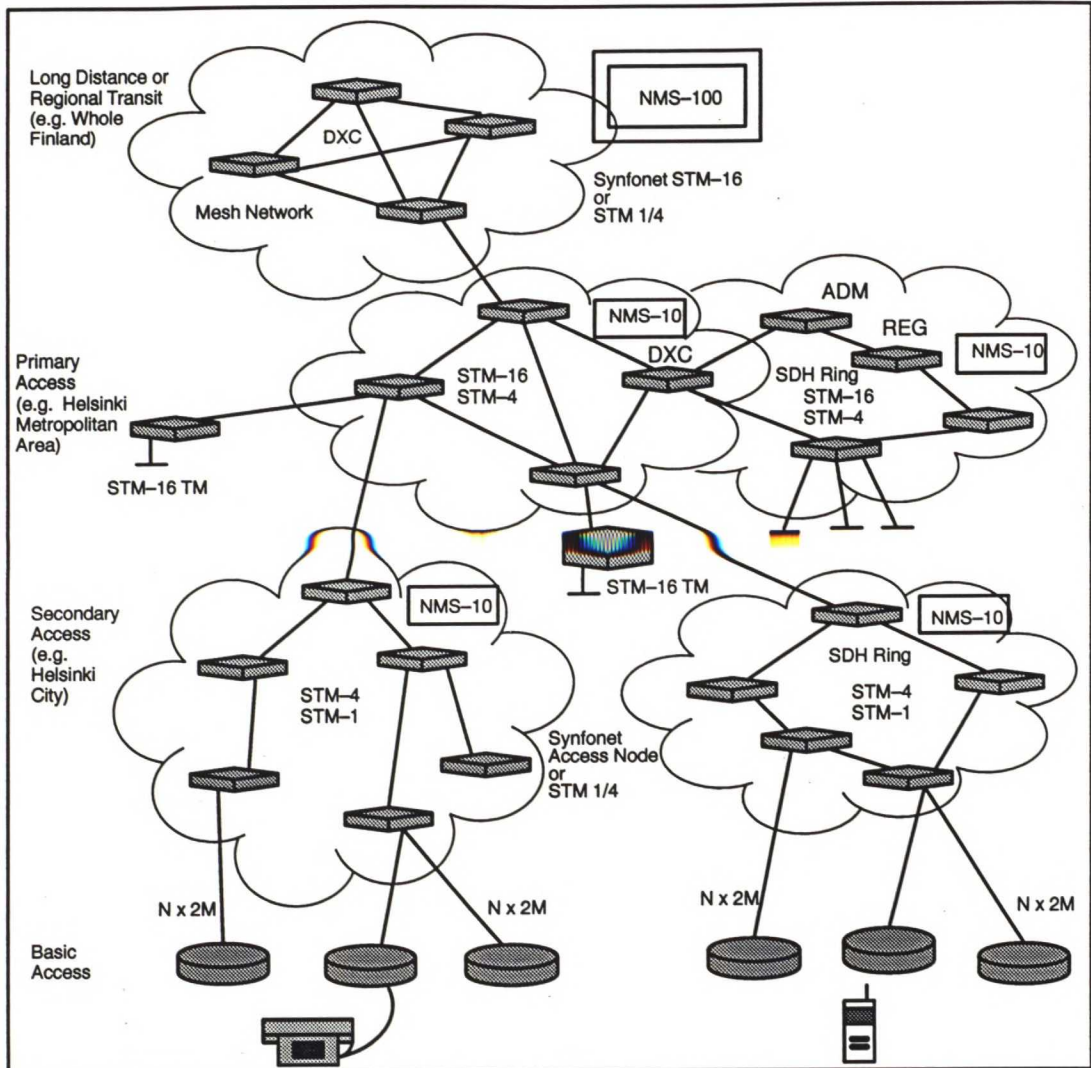 Long Distance or
Regional Transit
(e.g. Whole
Finland)
NMS-100
DXC
Mesh Network
Synfonet STM-16
or
STM 1/4
Primary
Access
(e.g. Helsinki
Metropolitan
Area)
NMS-10
ADM
REG
NMS-10
DXC
STM-16
STM-4
SDH Ring
STM-16
STM-4
STM-16 TM
STM-16 TM
Secondary
Access
(e.g.
Helsinki
City)
NMS-10
STM-4
STM-1
Synfonet
Access Node
or
STM 1/4
NMS-10
SDH Ring
STM-4
STM-1
N x 2M
N x 2M
N x 2M
N x 2M
Basic
Access